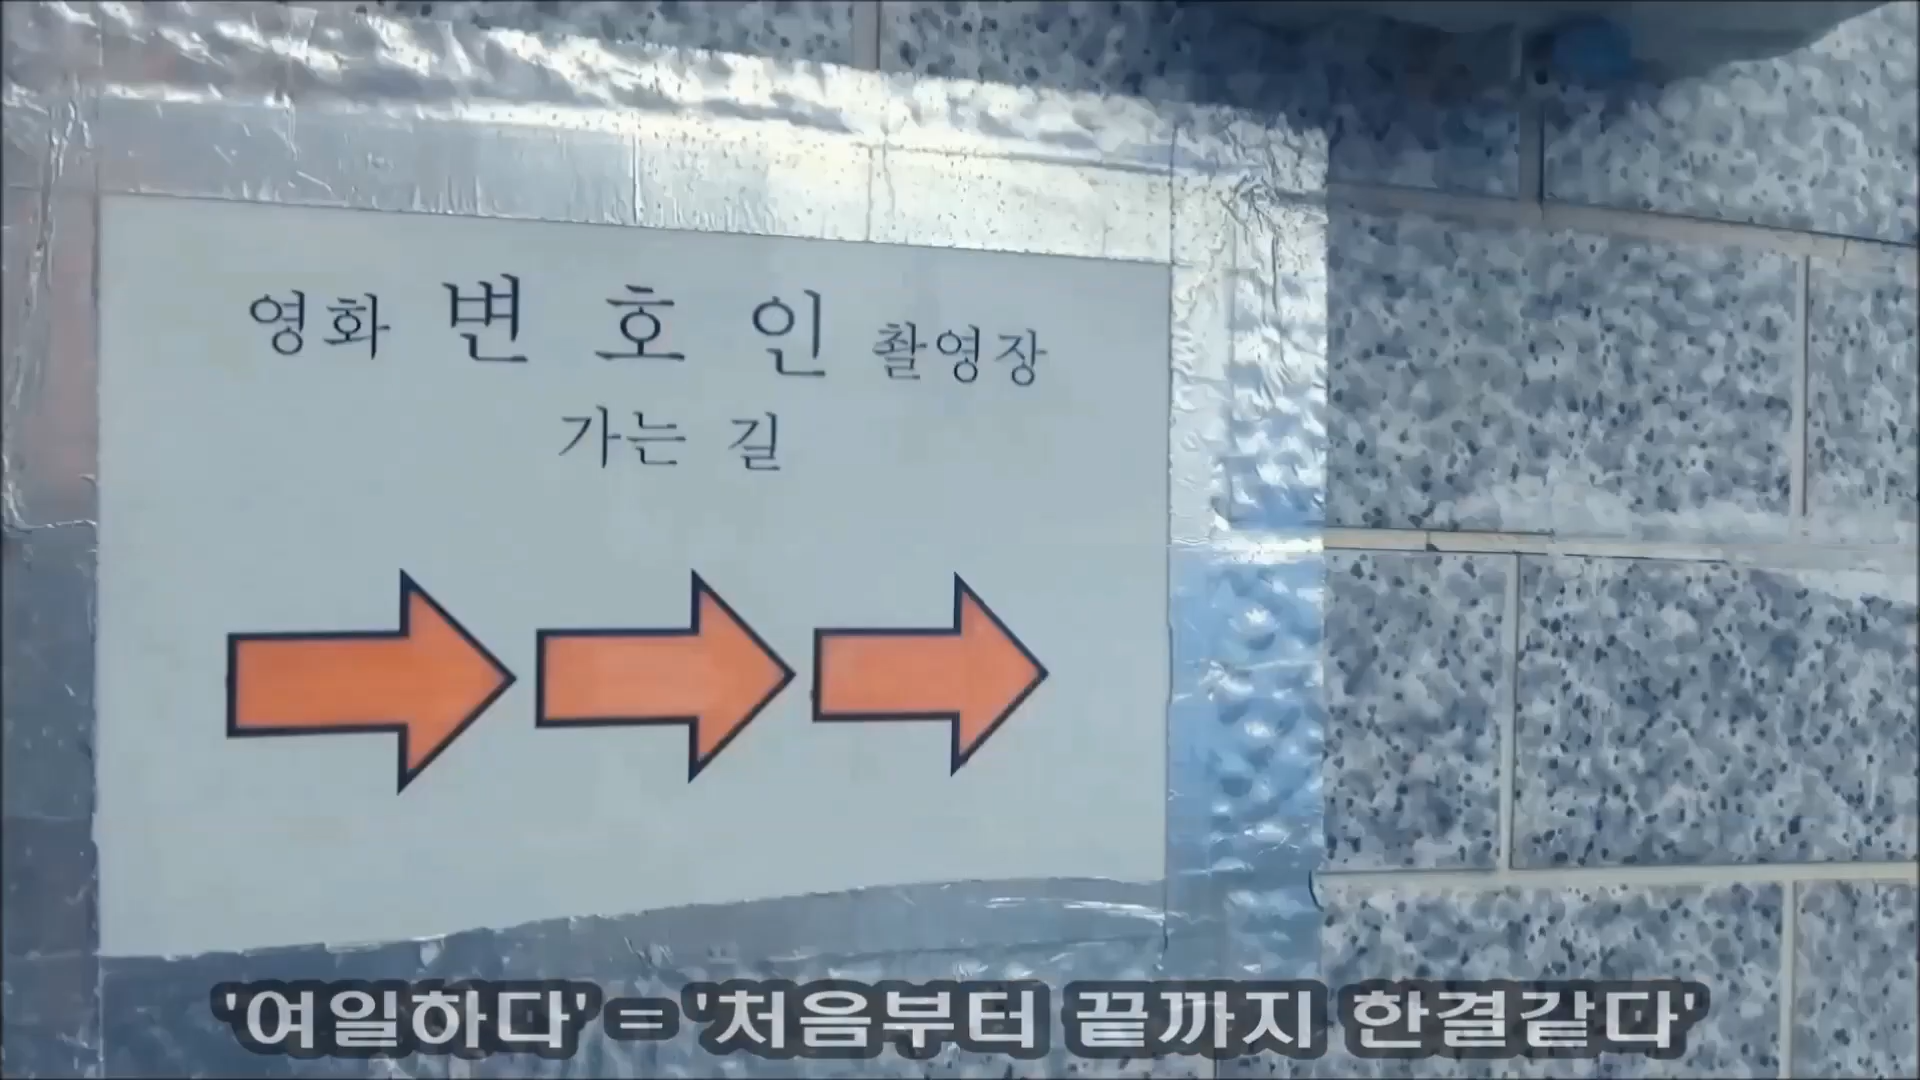 영화 변 호 인 촬영장
가는 길
'여일하다' = '처음부터 끝까지 한결같다'